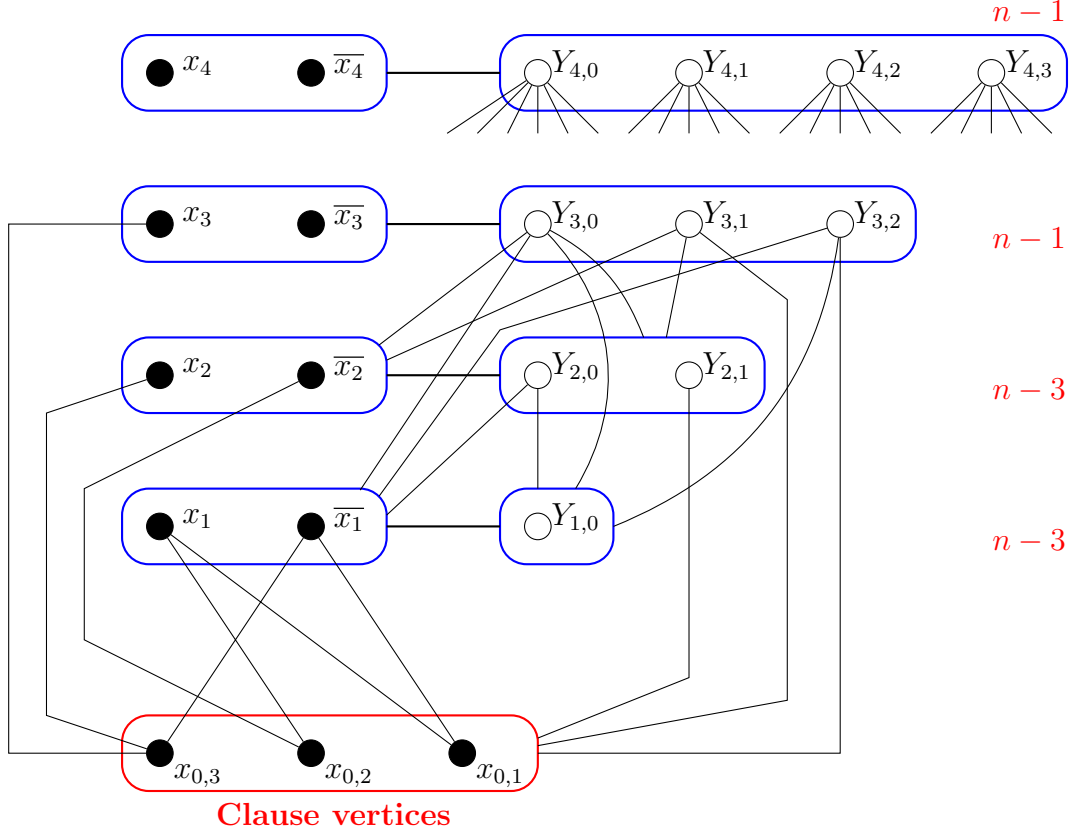 n − 1
x₄ x̅₄ Y₄,₀ Y₄,₁ Y₄,₂ Y₄,₃
x₃ x̅₃ Y₃,₀ Y₃,₁ Y₃,₂
n − 1
x₂ x̅₂ Y₂,₀ Y₂,₁
n − 3
x₁ x̅₁ Y₁,₀
n − 3
x₀,₃ x₀,₂ x₀,₁
Clause vertices